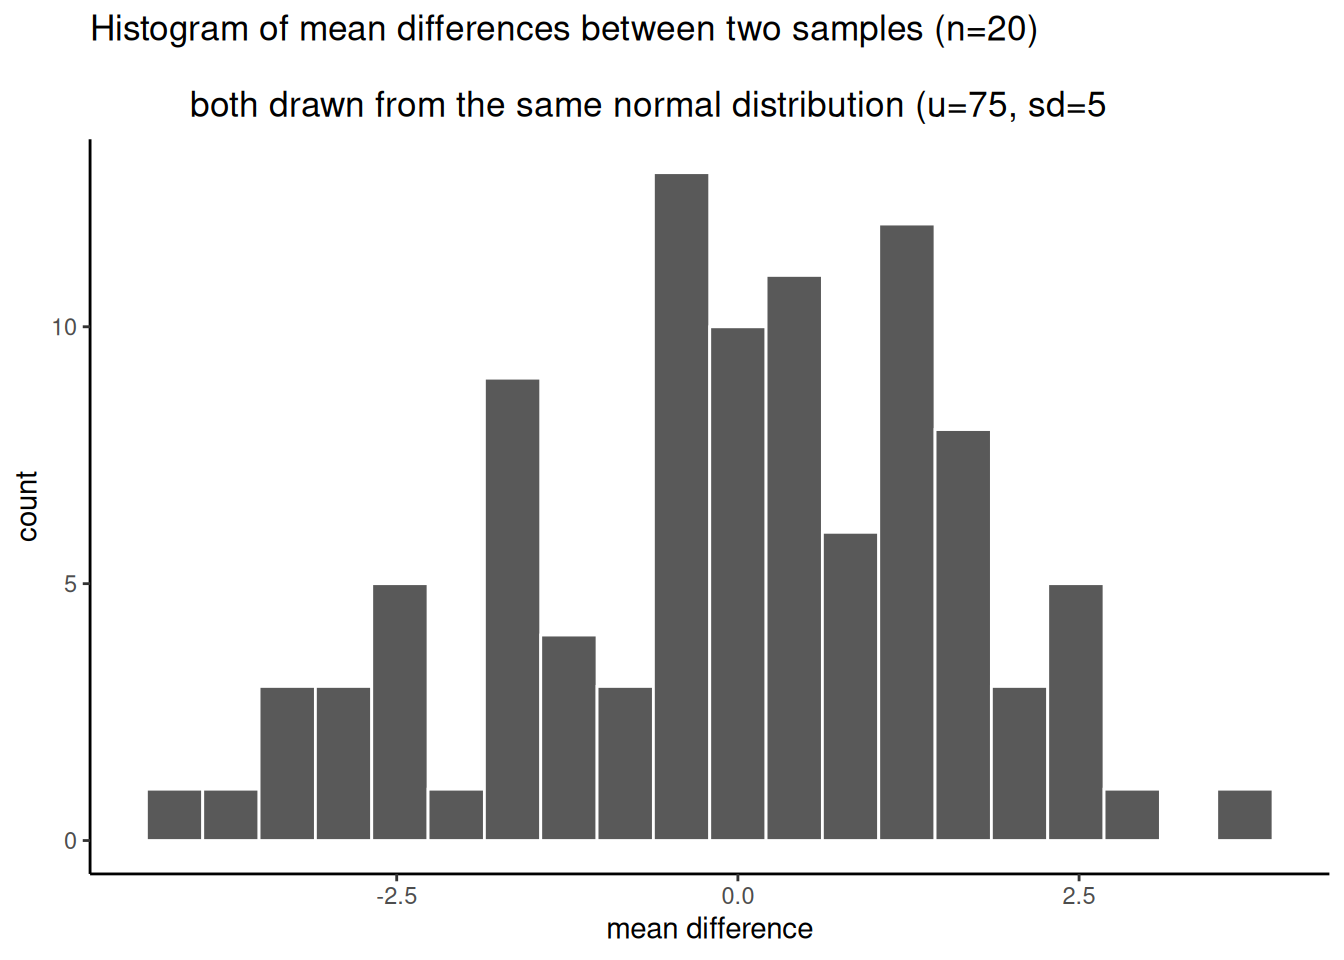 Histogram of mean differences between two samples (n=20)
both drawn from the same normal distribution (u=75, sd=5
count
10
5
0
-2.5
0.0
2.5
mean difference